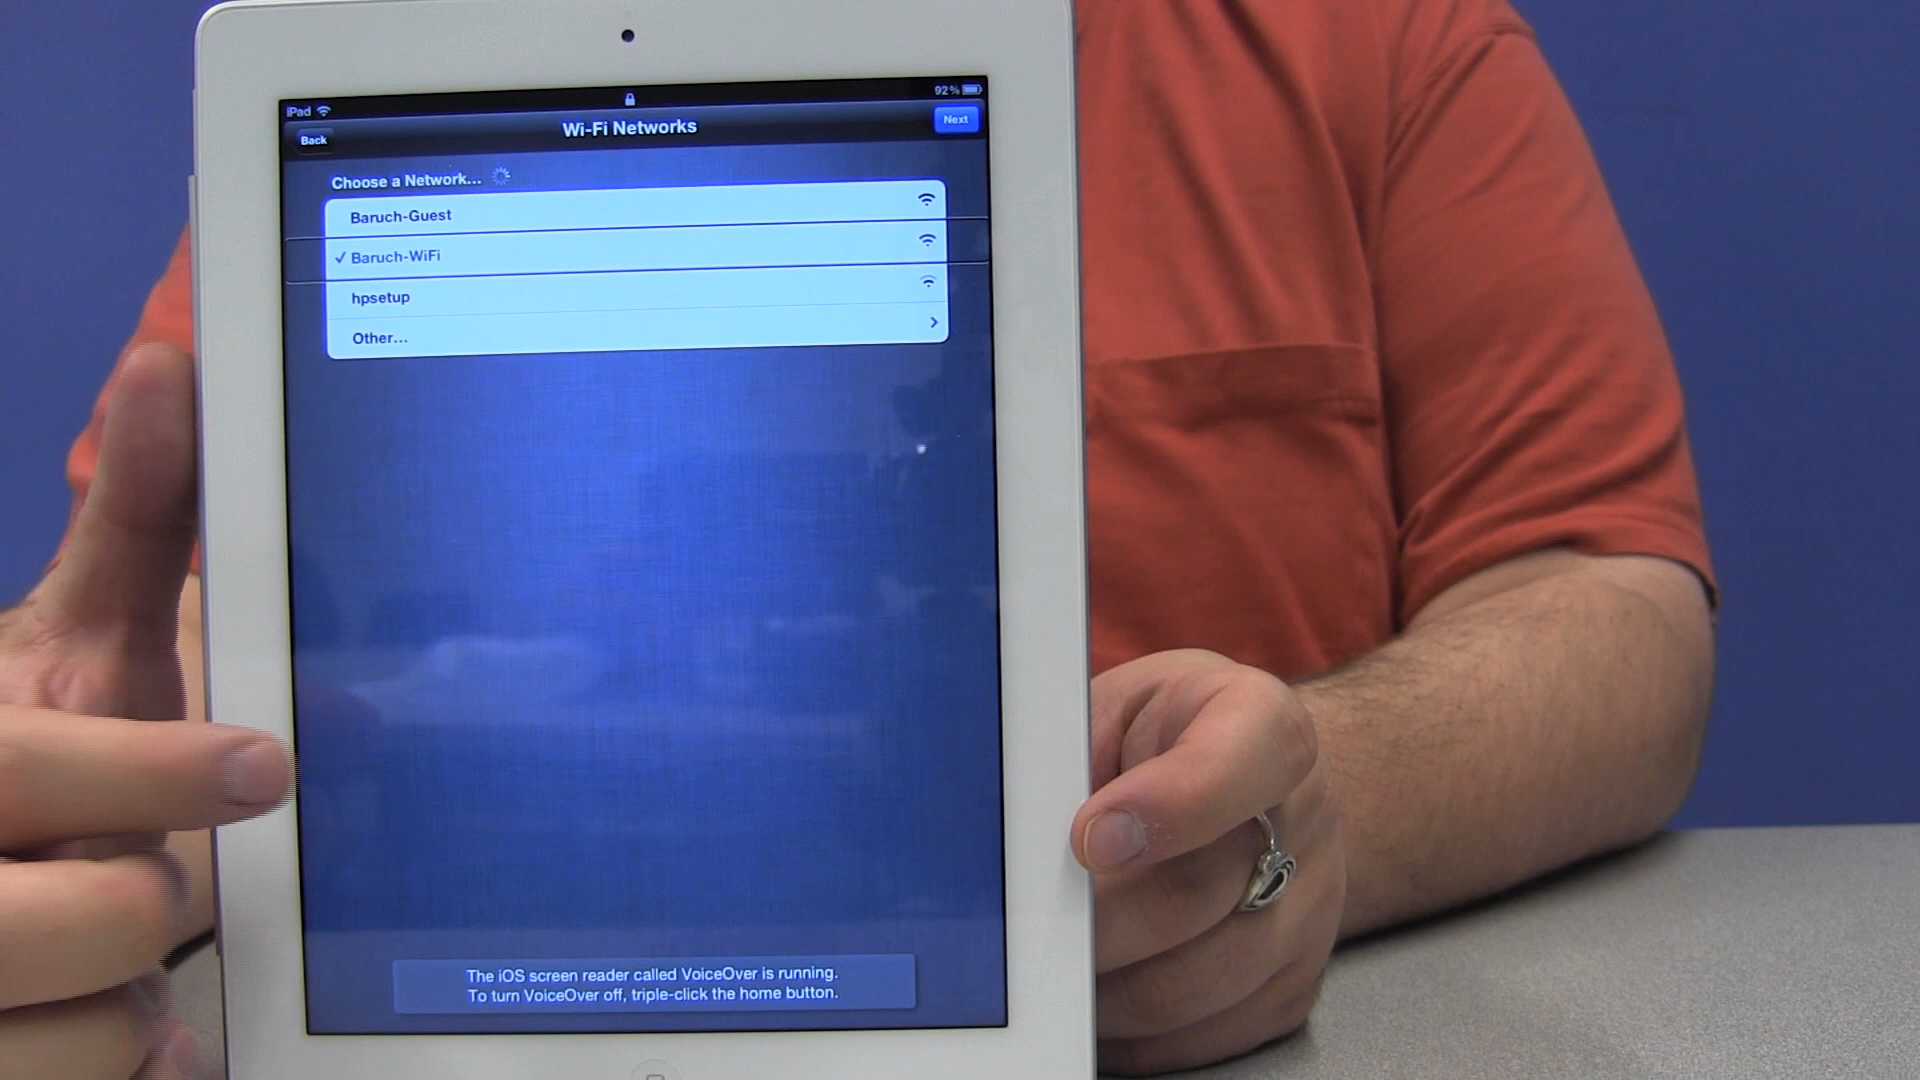 iPad
92%
Back
Wi-Fi Networks
Next
Choose a Network...
Baruch-Guest
✓ Baruch-WiFi
hpsetup
Other...
The iOS screen reader called VoiceOver is running.
To turn VoiceOver off, triple-click the home button.